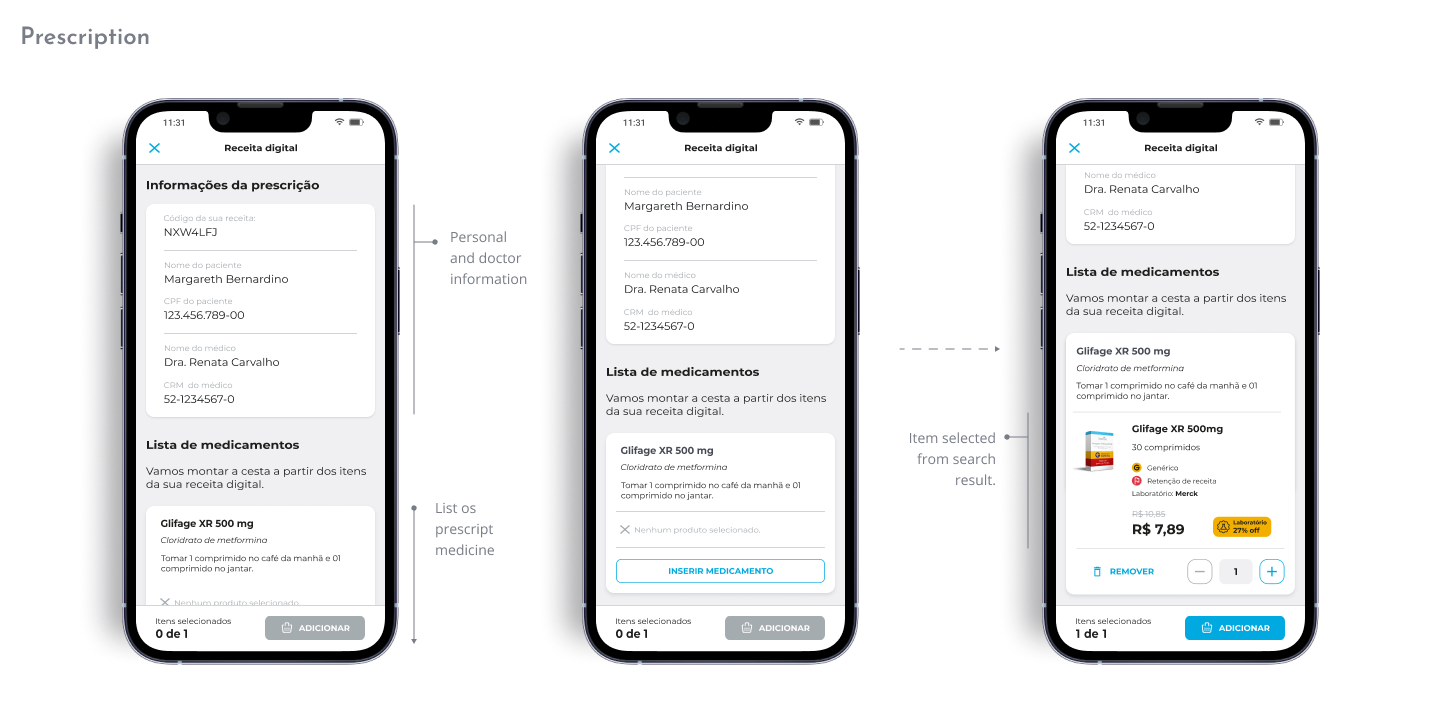 Prescription
11:31
Receita digital
Informações da prescrição
Código da sua receita:
NXW4LFJ
Nome do paciente
Margareth Bernardino
CPF do paciente
123.456.789-00
Nome do médico
Dra. Renata Carvalho
CRM do médico
52-1234567-0
Lista de medicamentos
Vamos montar a cesta a partir dos itens
da sua receita digital.
Glifage XR 500 mg
Cloridrato de metformina
Tomar 1 comprimido no café da manhã e 01
comprimido no jantar.
Nenhum produto selecionado.
Itens selecionados
0 de 1
ADICIONAR
Personal
and doctor
information
List os
prescript
medicine
11:31
Receita digital
Nome do paciente
Margareth Bernardino
CPF do paciente
123.456.789-00
Nome do médico
Dra. Renata Carvalho
CRM do médico
52-1234567-0
Lista de medicamentos
Vamos montar a cesta a partir dos itens
da sua receita digital.
Glifage XR 500 mg
Cloridrato de metformina
Tomar 1 comprimido no café da manhã e 01
comprimido no jantar.
Nenhum produto selecionado.
INSERIR MEDICAMENTO
Itens selecionados
0 de 1
ADICIONAR
Item selected
from search
result.
11:31
Receita digital
Nome do médico
Dra. Renata Carvalho
CRM do médico
52-1234567-0
Lista de medicamentos
Vamos montar a cesta a partir dos itens
da sua receita digital.
Glifage XR 500 mg
Cloridrato de metformina
Tomar 1 comprimido no café da manhã e 01
comprimido no jantar.
Glifage XR 500mg
30 comprimidos
G Genérico
Retenção de receita
Laboratório: Merck
R$ 10,85
R$ 7,89
Laboratório
27% off
REMOVER
1
Itens selecionados
1 de 1
ADICIONAR